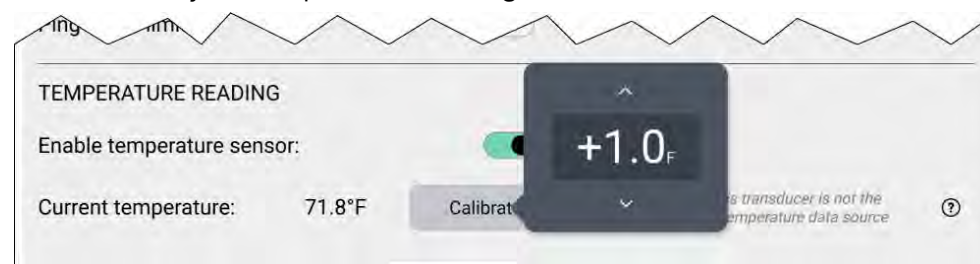 TEMPERATURE READING
Enable temperature sensor:
+1.0F
Current temperature: 71.8°F Calibrat
s transducer is not the
emperature data source
?